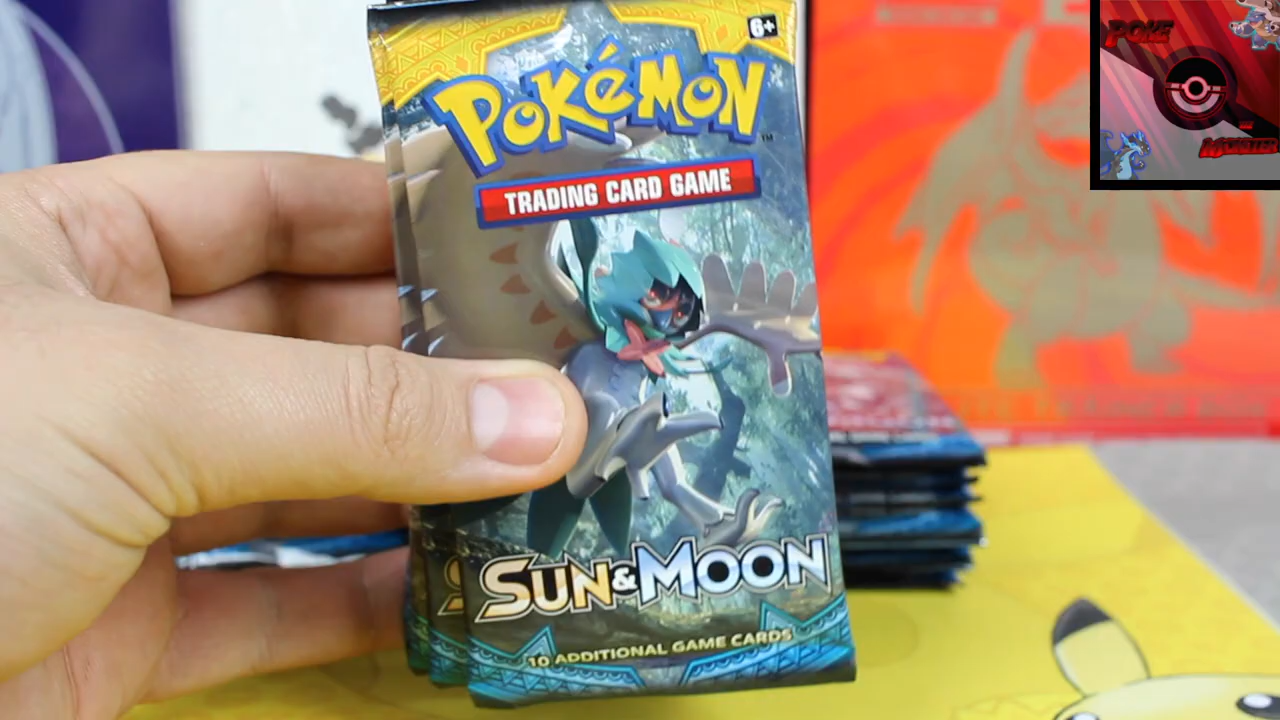 6+
POKéMON
TRADING CARD GAME
SUN & MOON
10 ADDITIONAL GAME CARDS
POKE
MONSTER